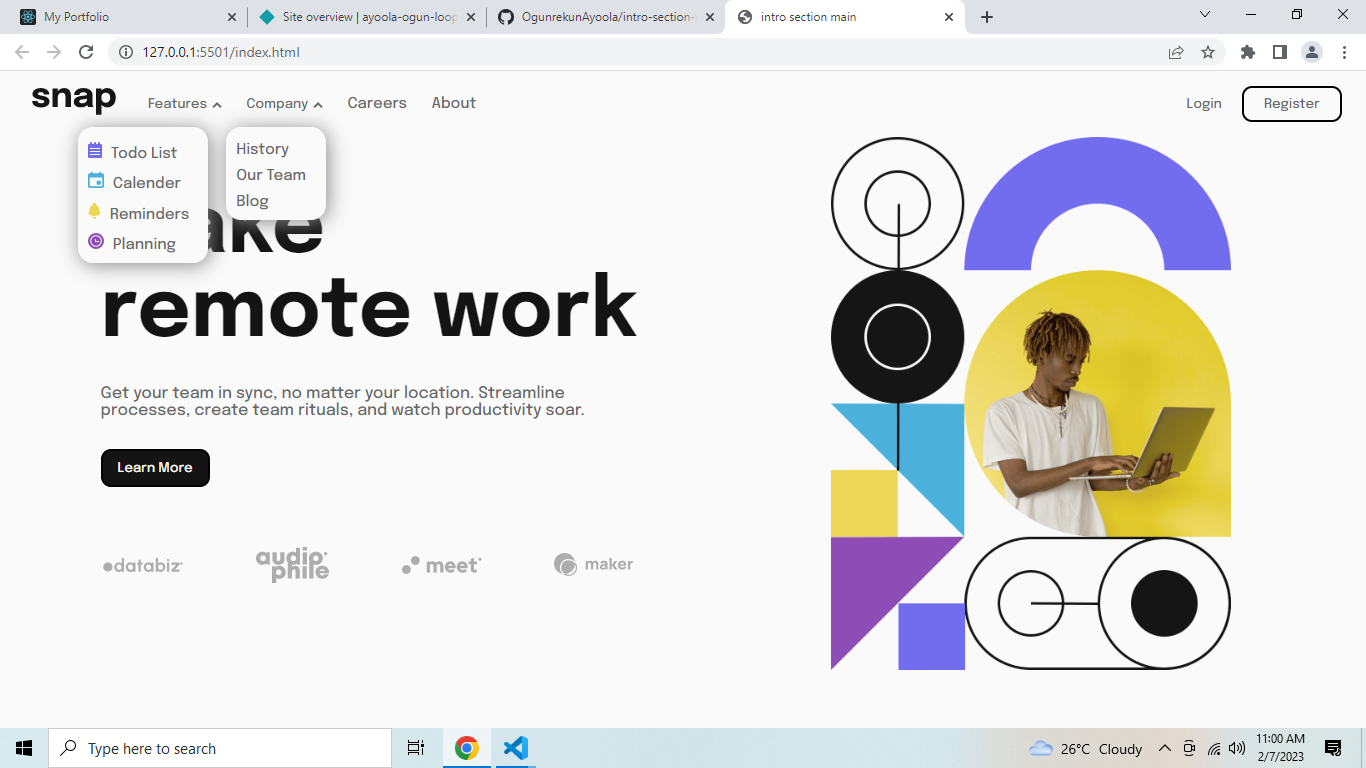 My Portfolio
Site overview | ayoola-ogun-loop
OgunrekunAyoola/intro-section-
intro section main
127.0.0.1:5501/index.html
snap
Features
Company
Careers
About
Login
Register
Todo List
Calender
Reminders
Planning
History
Our Team
Blog
ake
remote work
Get your team in sync, no matter your location. Streamline
processes, create team rituals, and watch productivity soar.
Learn More
databiz
audio
phile
meet
maker
Type here to search
26°C Cloudy
11:00 AM
2/7/2023